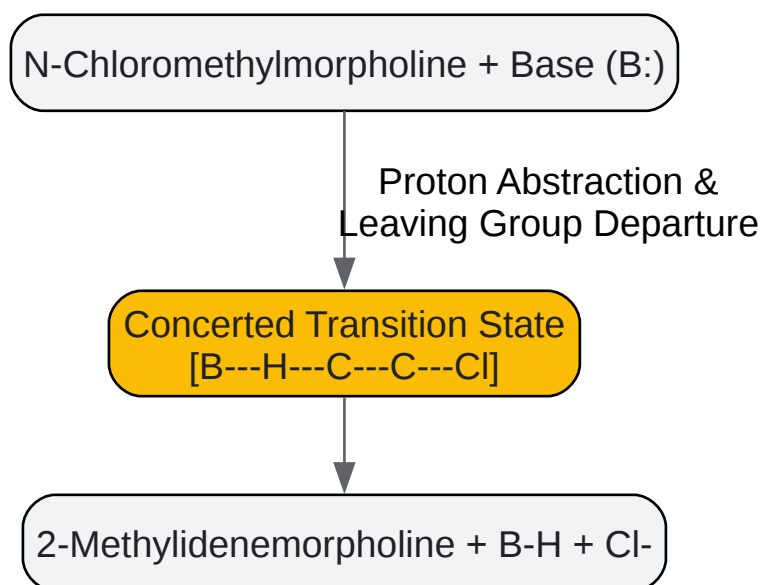 N-Chloromethylmorpholine + Base (B:)
Proton Abstraction &
Leaving Group Departure
Concerted Transition State
[B---H---C---C---Cl]
2-Methylidenemorpholine + B-H + Cl-